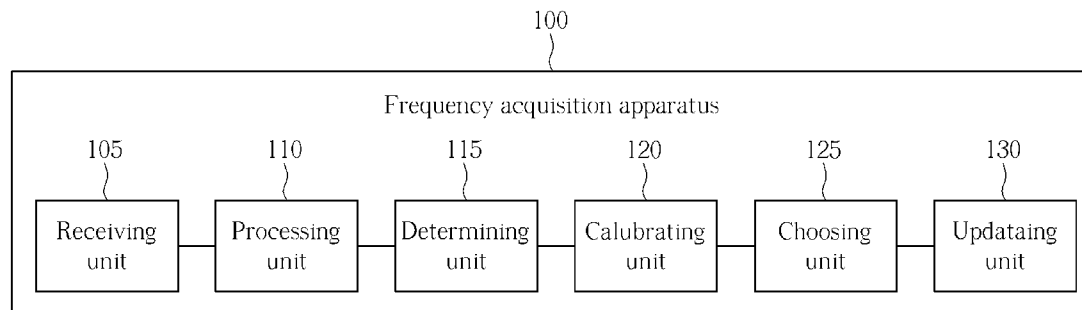 100
Frequency acquisition apparatus
105 110 115 120 125 130
Receiving unit
Processing unit
Determining unit
Calubrating unit
Choosing unit
Updataing unit